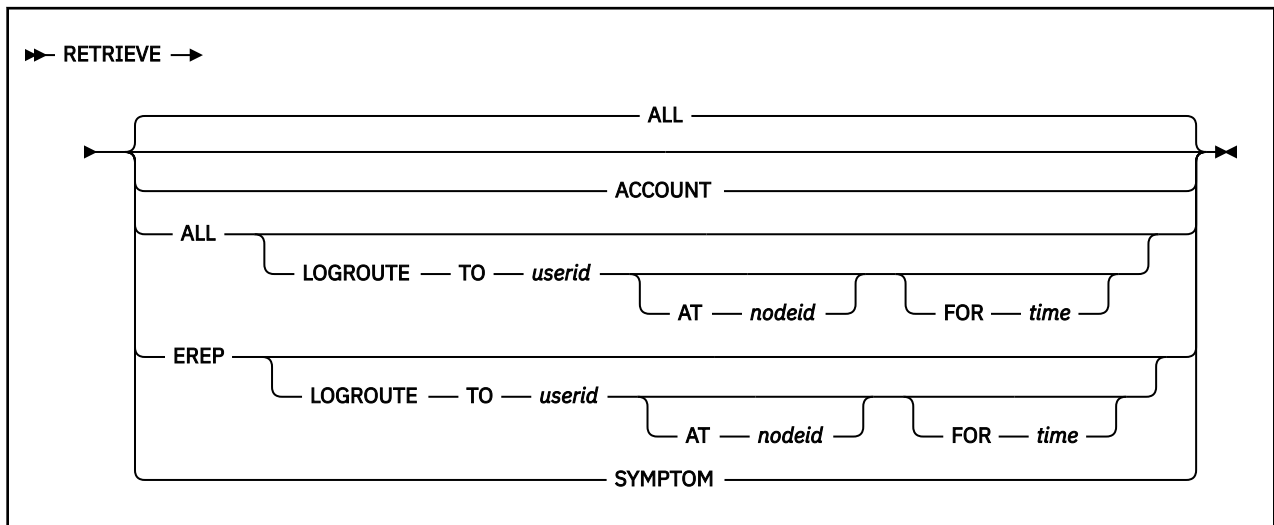 RETRIEVE
ALL
ACCOUNT
ALL
LOGROUTE TO userid
AT nodeid FOR time
EREP
LOGROUTE TO userid
AT nodeid FOR time
SYMPTOM